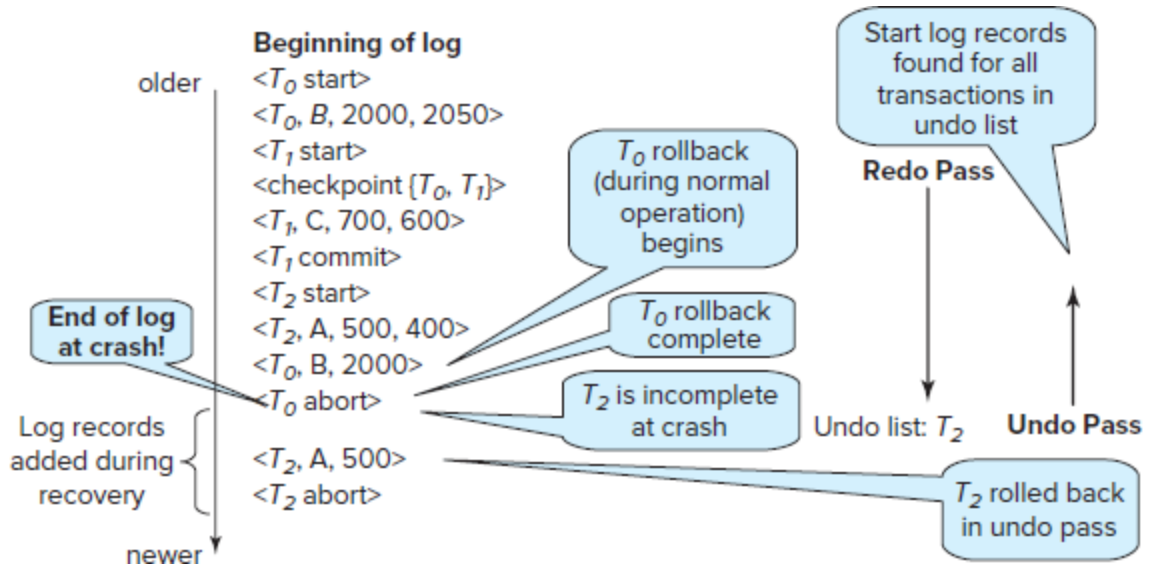 Beginning of log
older
<T0 start>
<T0, B, 2000, 2050>
<T1 start>
<checkpoint {T0, T1}>
<T1, C, 700, 600>
<T1 commit>
<T2 start>
<T2, A, 500, 400>
<T0, B, 2000>
<T0 abort>
<T2, A, 500>
<T2 abort>
newer
End of log
at crash!
Log records
added during
recovery
T0 rollback
(during normal
operation)
begins
T0 rollback
complete
T2 is incomplete
at crash
Start log records
found for all
transactions in
undo list
Redo Pass
Undo list: T2
Undo Pass
T2 rolled back
in undo pass